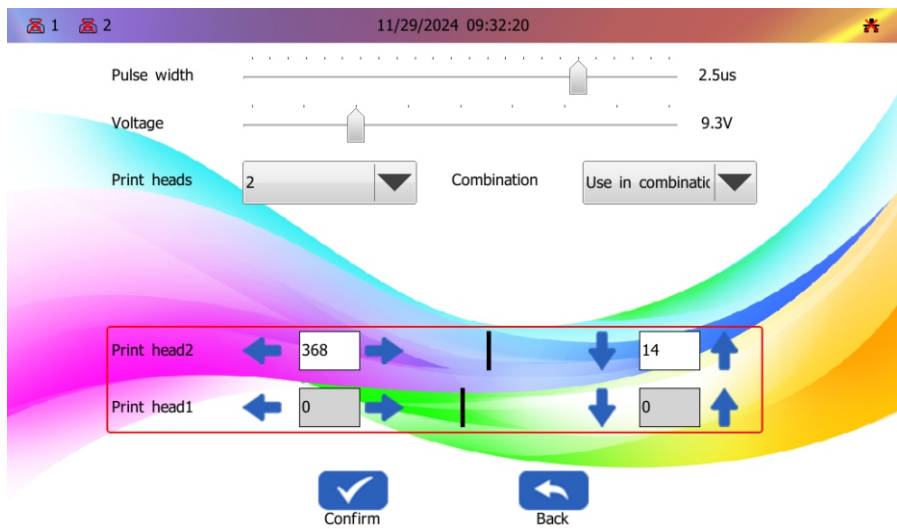 1 2 11/29/2024 09:32:20
Pulse width 2.5us
Voltage 9.3V
Print heads 2 Combination Use in combinatic
Print head2 368 14
Print head1 0 0
Confirm Back